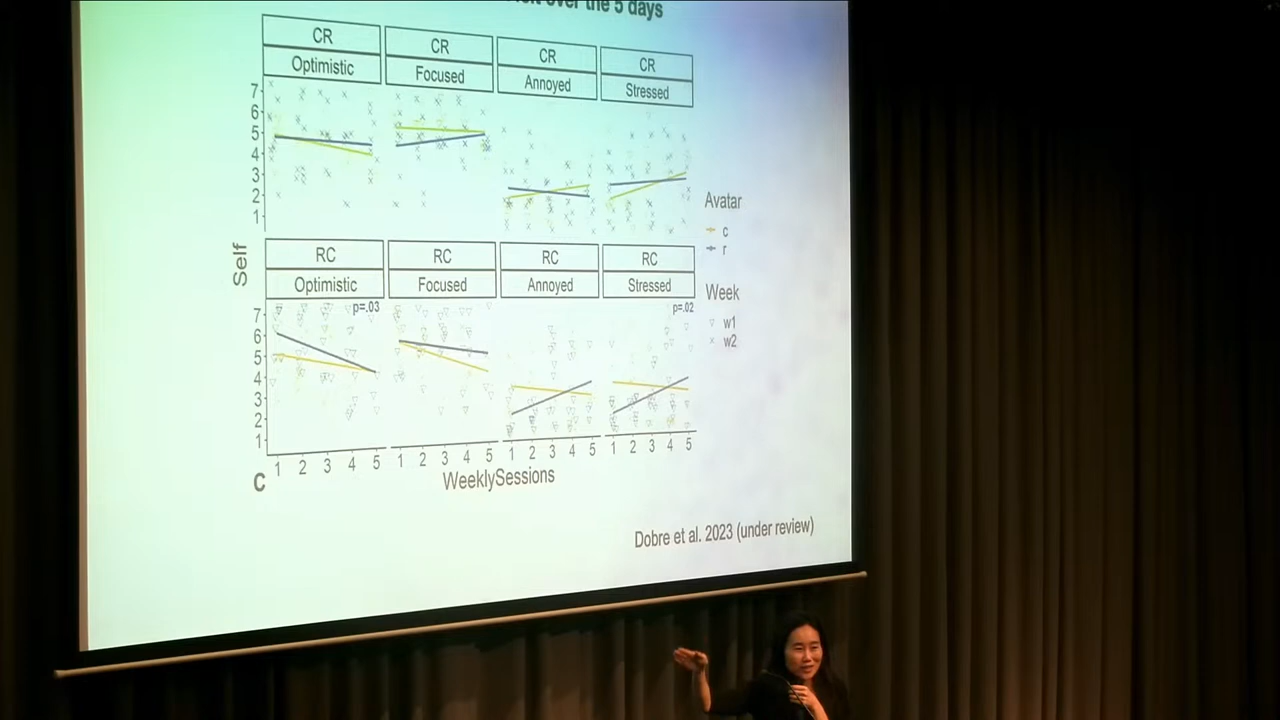 over the 5 days
CR CR CR CR
Optimistic Focused Annoyed Stressed
7
6
5
4
3
2
1
Self
RC RC RC RC
Optimistic Focused Annoyed Stressed
p=.03 p=.02
7
6
5
4
3
2
1
1 2 3 4 5 1 2 3 4 5 1 2 3 4 5 1 2 3 4 5
C
WeeklySessions
Avatar
c
r
Week
w1
w2
Dobre et al. 2023 (under review)